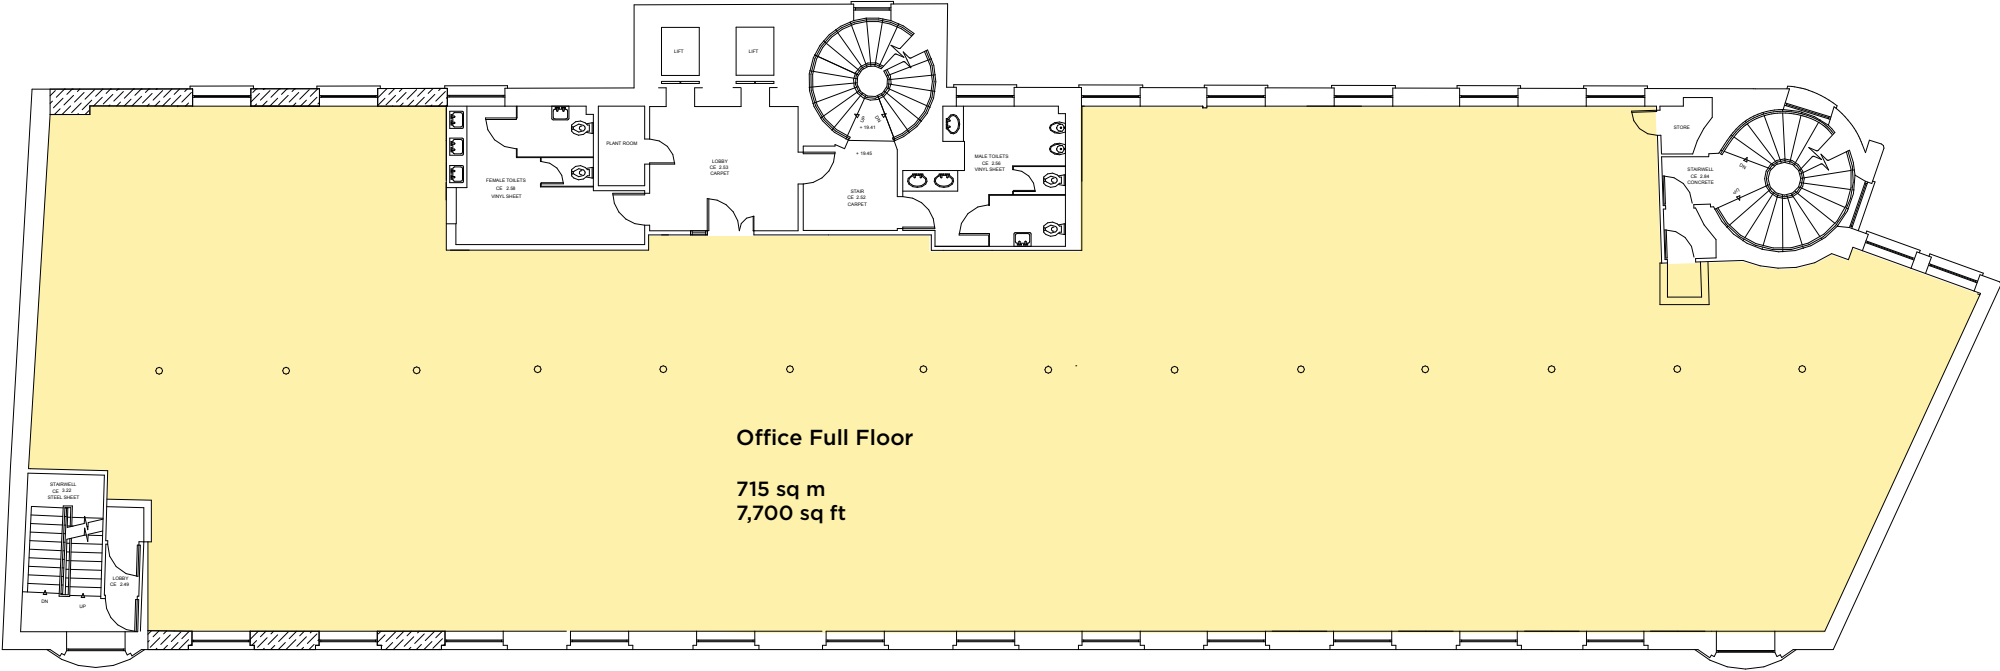 LIFT
LIFT
UP
DN
+ 19.41
+ 19.45
PLANT ROOM
LOBBY
CE 2.53
CARPET
FEMALE TOILETS
CE 2.58
VINYL SHEET
STAIR
CE 2.52
CARPET
MALE TOILETS
CE 2.66
VINYL SHEET
STORE
STAIRWELL
CE 2.84
CONCRETE
DN
UP
Office Full Floor
715 sq m
7,700 sq ft
STAIRWELL
CE 3.22
STEEL SHEET
LOBBY
CE 2.49
DN
UP